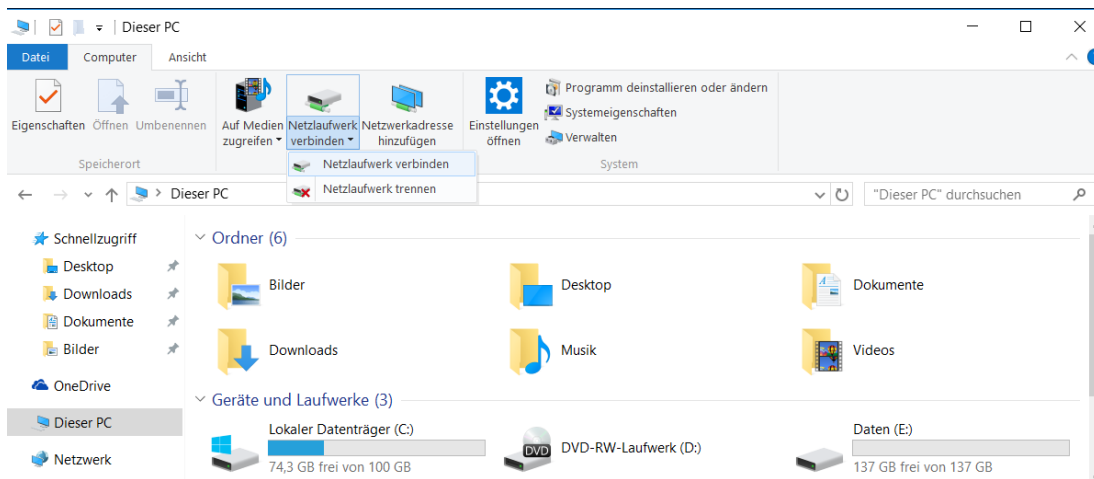 Dieser PC
Datei Computer Ansicht
Eigenschaften Öffnen Umbenennen
Speicherort
Auf Medien zugreifen
Netzlaufwerk verbinden
Netzwerkadresse hinzufügen
Einstellungen öffnen
Programm deinstallieren oder ändern
Systemeigenschaften
Verwalten
System
Netzlaufwerk verbinden
Netzlaufwerk trennen
Dieser PC
"Dieser PC" durchsuchen
Schnellzugriff
Desktop
Downloads
Dokumente
Bilder
OneDrive
Dieser PC
Netzwerk
Ordner (6)
Bilder
Desktop
Dokumente
Downloads
Musik
Videos
Geräte und Laufwerke (3)
Lokaler Datenträger (C:)
74,3 GB frei von 100 GB
DVD
DVD-RW-Laufwerk (D:)
Daten (E:)
137 GB frei von 137 GB